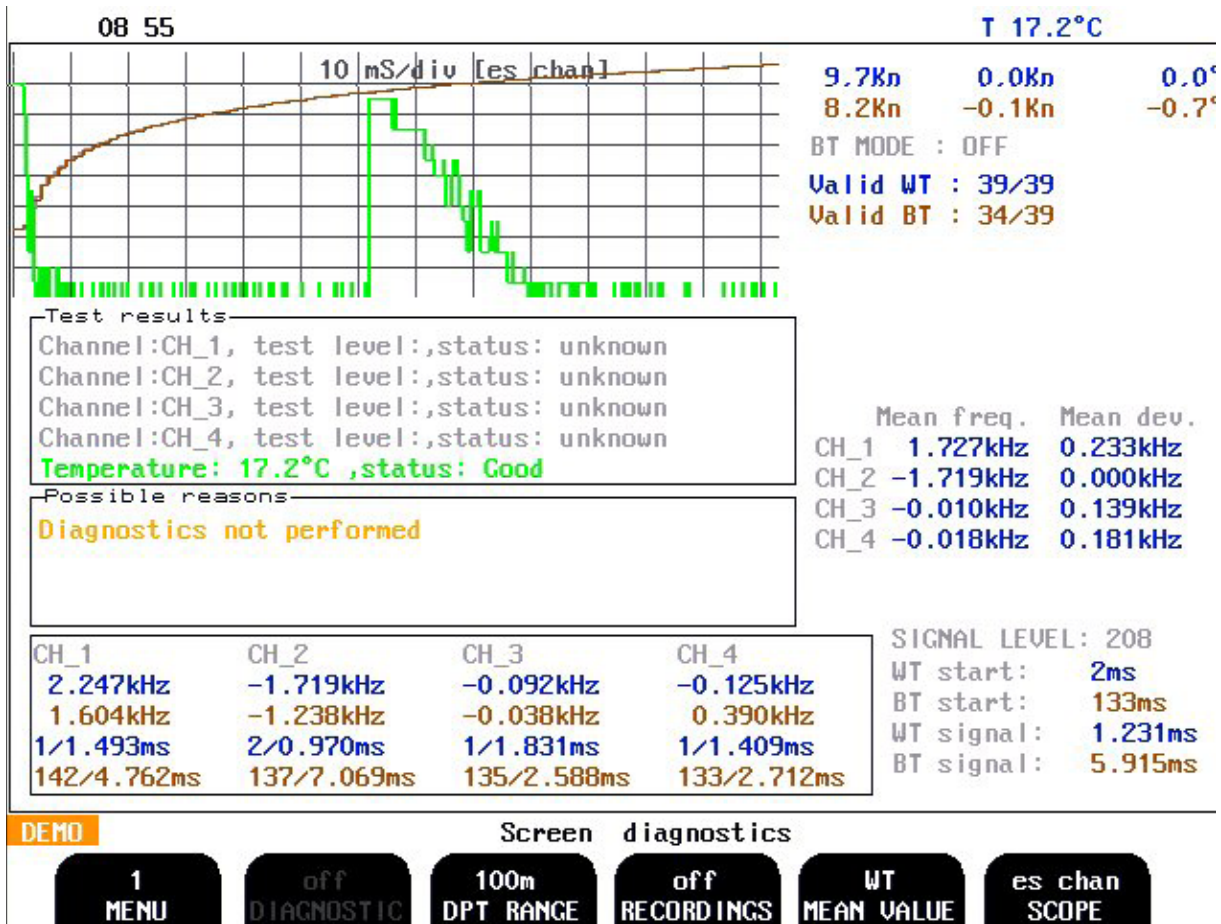 08 55
T 17.2°C
10 mS/div [es chan]
9.7Kn 0.0Kn 0.0°
8.2Kn -0.1Kn -0.7°
BT MODE : OFF
Valid WT : 39/39
Valid BT : 34/39
Test results
Channel:CH_1, test level:,status: unknown
Channel:CH_2, test level:,status: unknown
Channel:CH_3, test level:,status: unknown
Channel:CH_4, test level:,status: unknown
Temperature: 17.2°C ,status: Good
Possible reasons
Diagnostics not performed
Mean freq. Mean dev.
CH_1 1.727kHz 0.233kHz
CH_2 -1.719kHz 0.000kHz
CH_3 -0.010kHz 0.139kHz
CH_4 -0.018kHz 0.181kHz
CH_1 CH_2 CH_3 CH_4
2.247kHz -1.719kHz -0.092kHz -0.125kHz
1.604kHz -1.238kHz -0.038kHz 0.390kHz
1/1.493ms 2/0.970ms 1/1.831ms 1/1.409ms
142/4.762ms 137/7.069ms 135/2.588ms 133/2.712ms
SIGNAL LEVEL: 208
WT start: 2ms
BT start: 133ms
WT signal: 1.231ms
BT signal: 5.915ms
DEMO
Screen diagnostics
1
MENU
off
DIAGNOSTIC
100m
DPT RANGE
off
RECORDINGS
WT
MEAN VALUE
es chan
SCOPE